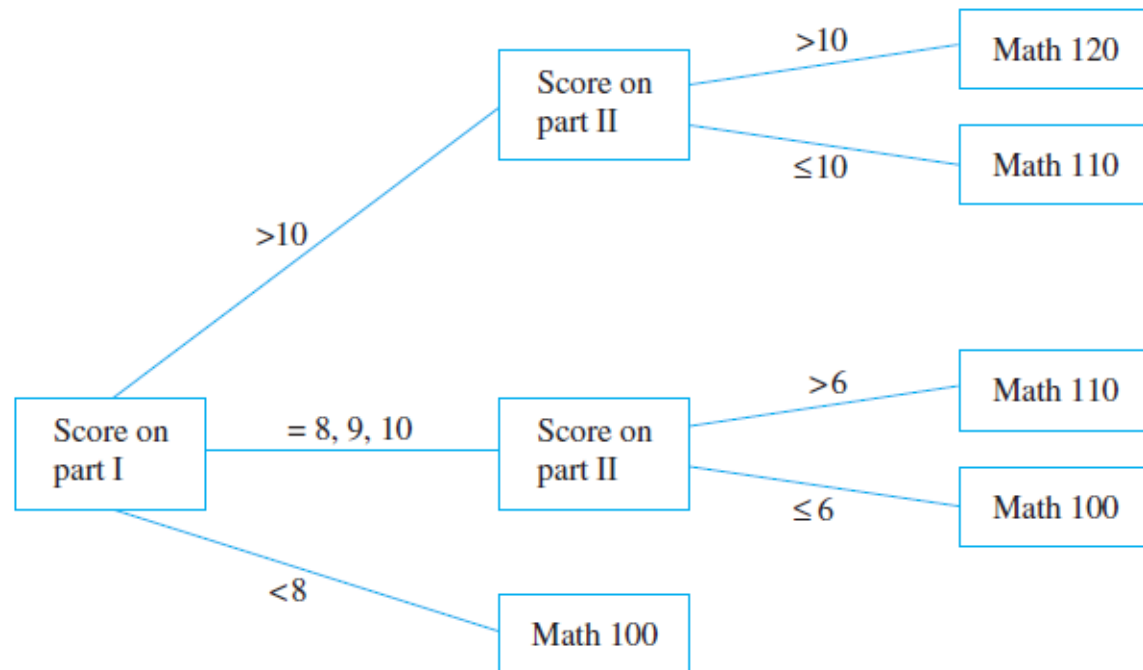 >10
Math 120
Score on
part II
≤10
Math 110
>10
>6
Math 110
Score on
part I
= 8, 9, 10
Score on
part II
≤ 6
Math 100
<8
Math 100